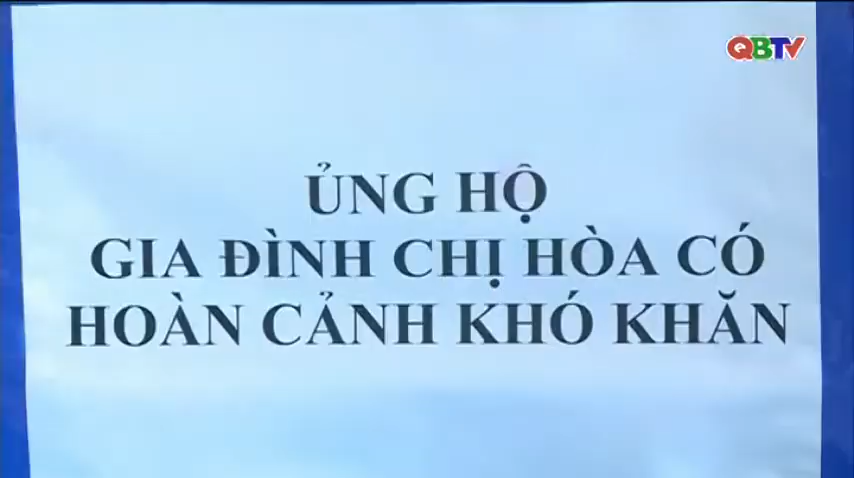 QBTV
ỦNG HỘ
GIA ĐÌNH CHỊ HÒA CÓ
HOÀN CẢNH KHÓ KHĂN